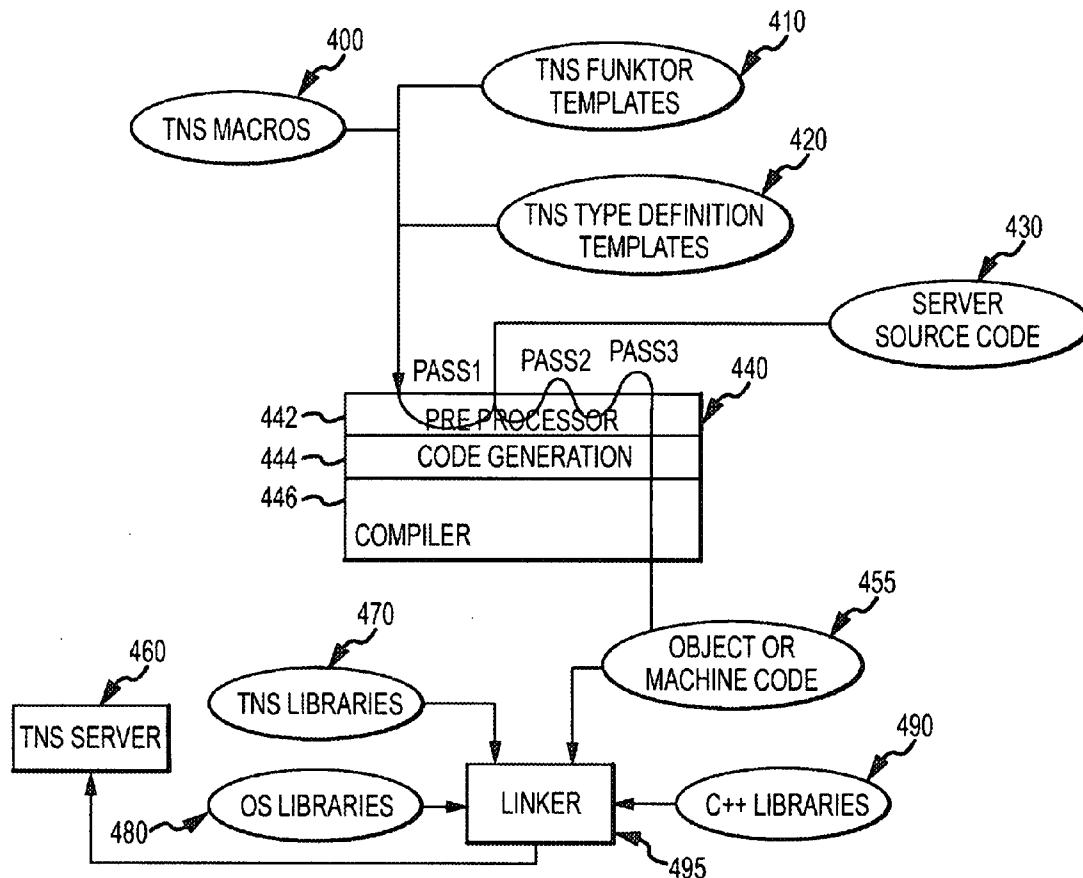 400
TNS MACROS
410
TNS FUNKTOR
TEMPLATES
420
TNS TYPE DEFINITION
TEMPLATES
430
SERVER
SOURCE CODE
PASS1
PASS2
PASS3
440
442
PRE PROCESSOR
444
CODE GENERATION
446
COMPILER
455
OBJECT OR
MACHINE CODE
470
TNS LIBRARIES
460
TNS SERVER
480
OS LIBRARIES
LINKER
495
490
C++ LIBRARIES